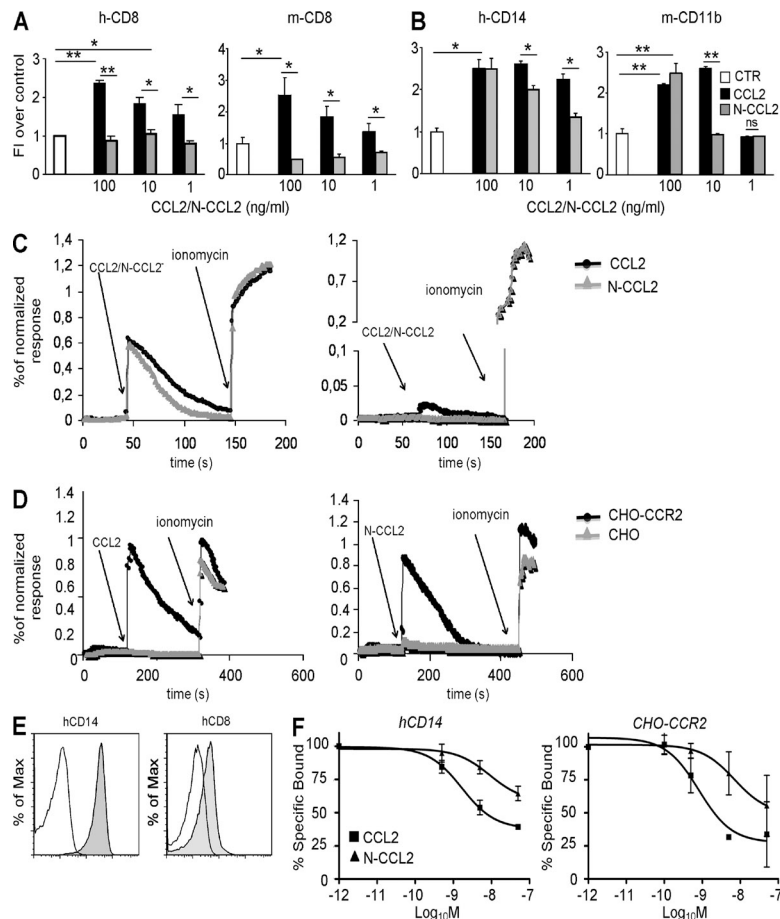 A
h-CD8
m-CD8
B
h-CD14
m-CD11b
FI over control
3
2
1
0
*
**
**
*
*
3
2
1
0
*
*
*
*
3
2
1
0
*
*
*
3
2
1
0
**
**
**
ns
CTR
CCL2
N-CCL2
100
10
1
100
10
1
100
10
1
100
10
1
CCL2/N-CCL2 (ng/ml)
CCL2/N-CCL2 (ng/ml)
C
%of normalized
response
1,4
1.2
1
0,8
0,6
0,4
0,2
0
CCL2/N-CCL2
ionomycin
0
50
100
150
200
time (s)
1,2
0,7
0,2
0,1
0,05
0
CCL2/N-CCL2
ionomycin
0
50
100
150
200
time (s)
CCL2
N-CCL2
D
%of normalized
response
1.4
1.2
1
0.8
0.6
0.4
0.2
0
CCL2
ionomycin
0
200
400
600
time (s)
1.4
1.2
1
0.8
0.6
0.4
0.2
0
N-CCL2
ionomycin
0
200
400
600
time (s)
CHO-CCR2
CHO
E
hCD14
% of Max
hCD8
% of Max
F
hCD14
% Specific Bound
100
75
50
25
0
CCL2
N-CCL2
-12
-11
-10
-9
-8
-7
Log10M
CHO-CCR2
% Specific Bound
100
75
50
25
0
-12
-11
-10
-9
-8
-7
Log10M